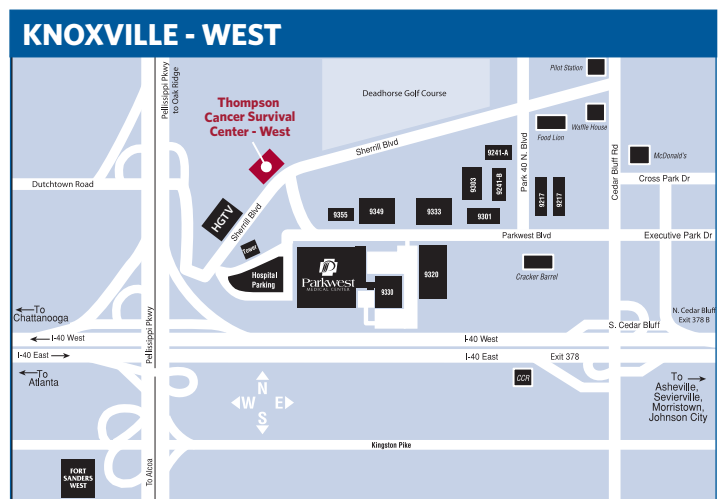 KNOXVILLE - WEST
Pellissippi Pkwy
to Oak Ridge
Deadhorse Golf Course
Pilot Station
Thompson
Cancer Survival
Center - West
Sherrill Blvd
Park 40 N. Blvd
Food Lion
Waffle House
Cedar Bluff Rd
McDonald's
9241-A
9303
9241-B
9217
9217
Cross Park Dr
Dutchtown Road
HGTV
Sherrill Blvd
9355
9349
9333
9301
Parkwest Blvd
Executive Park Dr
Tower
Hospital
Parking
Parkwest
MEDICAL CENTER
9330
9320
Cracker Barrel
To
Chattanooga
N. Cedar Bluff
Exit 378 B
S. Cedar Bluff
I-40 West
I-40 West
Pellissippi Pkwy
I-40 East
I-40 East
Exit 378
To
Atlanta
CCR
To
Asheville,
Sevierville,
Morristown,
Johnson City
N
W E
S
Kingston Pike
FORT
SANDERS
WEST
To Alcoa